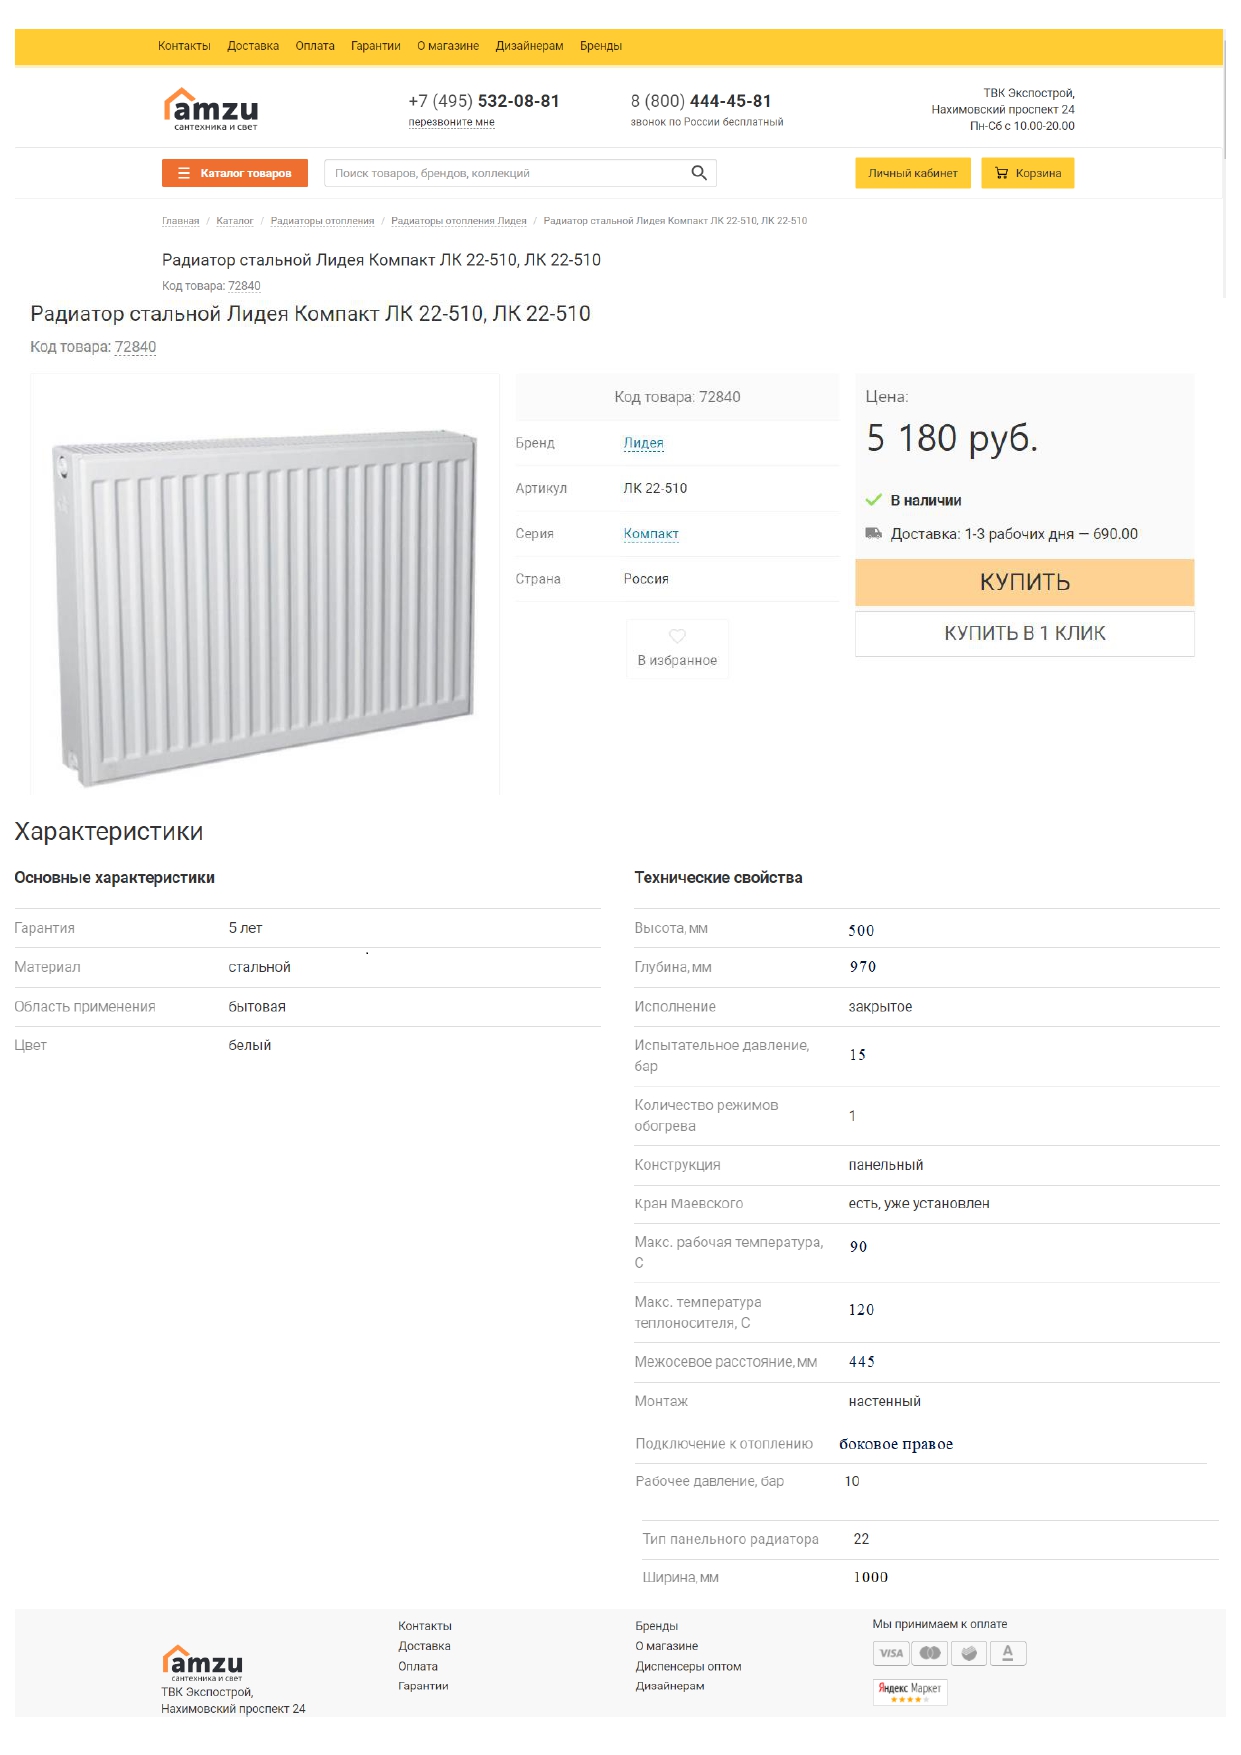 Контакты Доставка Оплата Гарантии О магазине Дизайнерам Бренды
amzu
сантехника и свет
+7 (495) 532-08-81
перезвоните мне
8 (800) 444-45-81
звонок по России бесплатный
ТВК Экспострой,
Нахимовский проспект 24
Пн-Сб с 10.00-20.00
Каталог товаров
Поиск товаров, брендов, коллекций
Личный кабинет
Корзина
Главная / Каталог / Радиаторы отопления / Радиаторы отопления Лидея / Радиатор стальной Лидея Компакт ЛК 22-510, ЛК 22-510
Радиатор стальной Лидея Компакт ЛК 22-510, ЛК 22-510
Код товара: 72840
Радиатор стальной Лидея Компакт ЛК 22-510, ЛК 22-510
Код товара: 72840
Код товара: 72840
Бренд Лидея
Артикул ЛК 22-510
Серия Компакт
Страна Россия
В избранное
Цена:
5 180 руб.
В наличии
Доставка: 1-3 рабочих дня — 690.00
КУПИТЬ
КУПИТЬ В 1 КЛИК
Характеристики
Основные характеристики
Гарантия 5 лет
Материал стальной
Область применения бытовая
Цвет белый
Технические свойства
Высота, мм 500
Глубина, мм 970
Исполнение закрытое
Испытательное давление,
бар 15
Количество режимов
обогрева 1
Конструкция панельный
Кран Маевского есть, уже установлен
Макс. рабочая температура,
С 90
Макс. температура
теплоносителя, С 120
Межосевое расстояние, мм 445
Монтаж настенный
Подключение к отоплению боковое правое
Рабочее давление, бар 10
Тип панельного радиатора 22
Ширина, мм 1000
amzu
сантехника и свет
ТВК Экспострой,
Нахимовский проспект 24
Контакты
Доставка
Оплата
Гарантии
Бренды
О магазине
Диспенсеры оптом
Дизайнерам
Мы принимаем к оплате
VISA
А
Яндекс Маркет